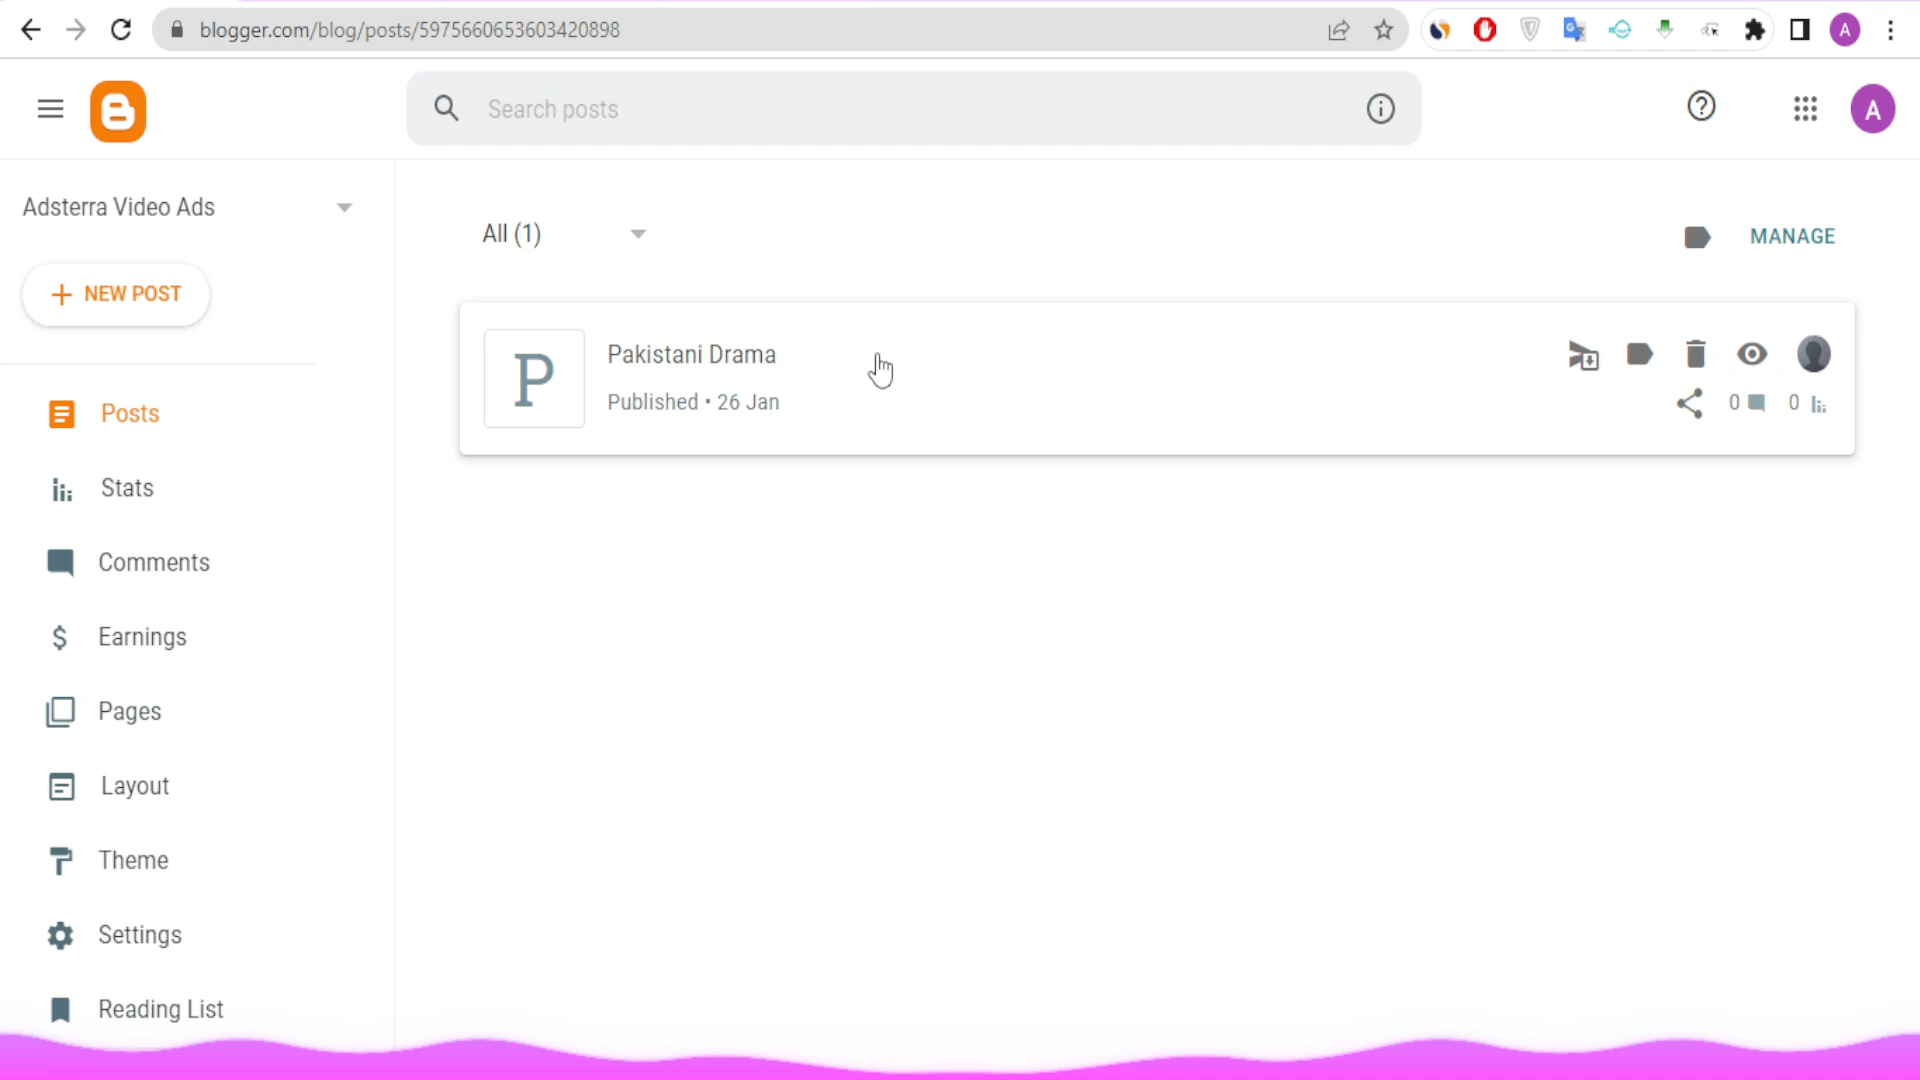 blogger.com/blog/posts/5975660653603420898
A
Search posts
A
Adsterra Video Ads
All (1)
MANAGE
+ NEW POST
P
Pakistani Drama
Published • 26 Jan
0
0
Posts
Stats
Comments
Earnings
Pages
Layout
Theme
Settings
Reading List